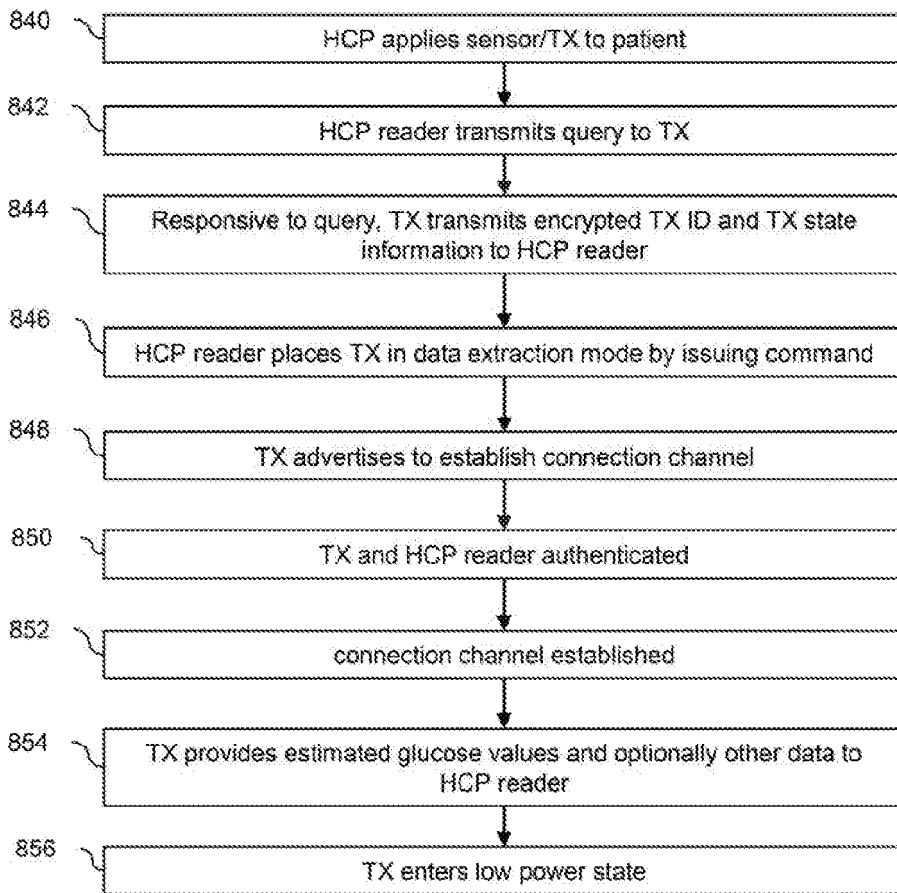 840
HCP applies sensor/TX to patient
842
HCP reader transmits query to TX
844
Responsive to query, TX transmits encrypted TX ID and TX state
information to HCP reader
846
HCP reader places TX in data extraction mode by issuing command
848
TX advertises to establish connection channel
850
TX and HCP reader authenticated
852
connection channel established
854
TX provides estimated glucose values and optionally other data to
HCP reader
856
TX enters low power state